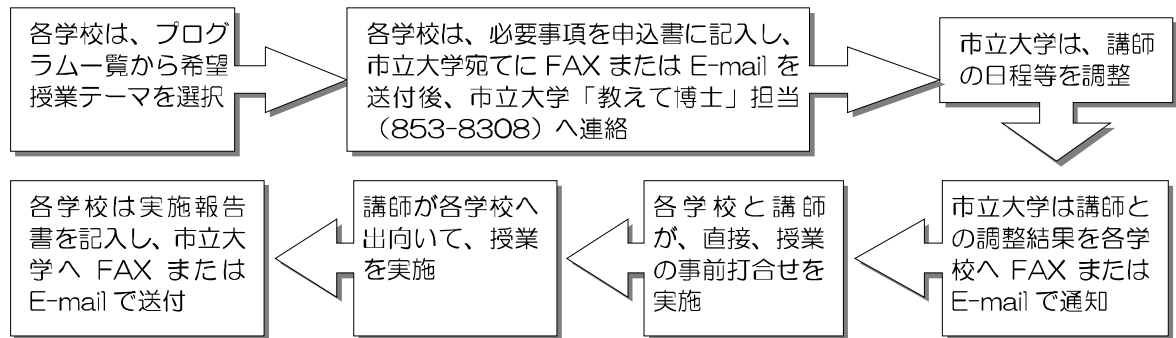 各学校は、プログ
ラム一覧から希望
授業テーマを選択
各学校は、必要事項を申込書に記入し、
市立大学宛てに FAX または E-mail を
送付後、市立大学「教えて博士」担当
（853-8308）へ連絡
市立大学は、講師
の日程等を調整
市立大学は講師と
の調整結果を各学
校へ FAX または
E-mail で通知
各学校と講師
が、直接、授業
の事前打合せを
実施
講師が各学校へ
出向いて、授業
を実施
各学校は実施報告
書を記入し、市立大
学へ FAX または
E-mail で送付